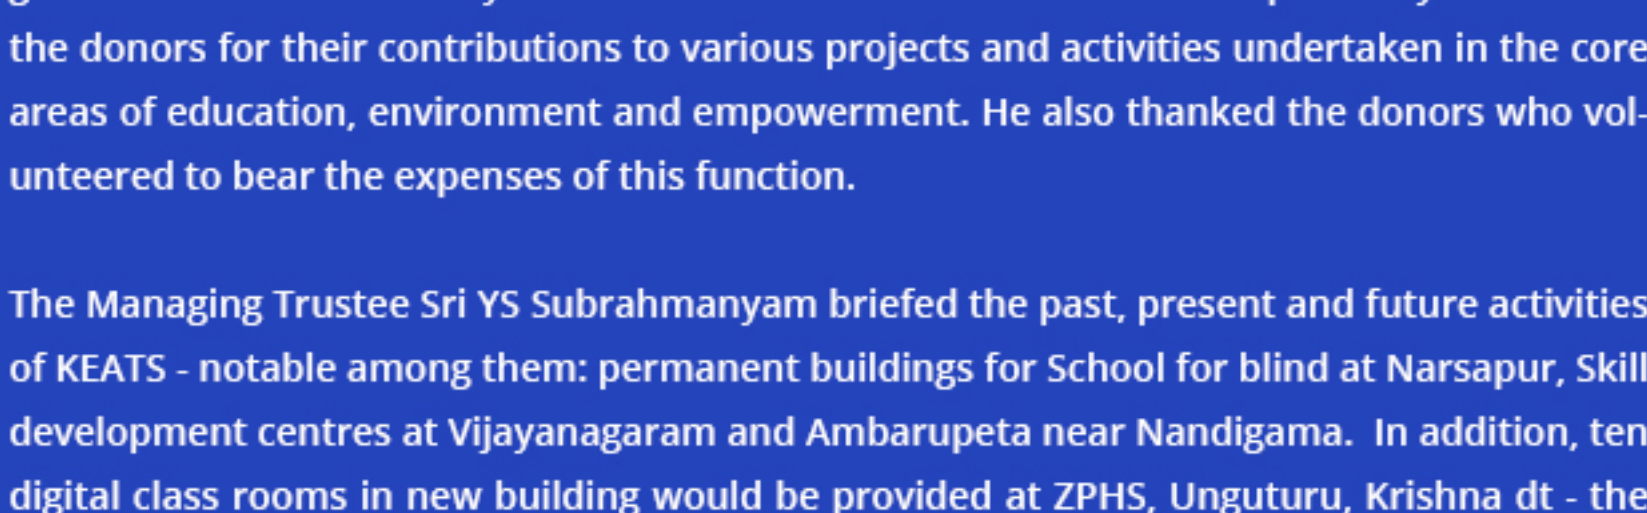 the donors for their contributions to various projects and activities undertaken in the core
areas of education, environment and empowerment. He also thanked the donors who vol-
unteered to bear the expenses of this function.
The Managing Trustee Sri YS Subrahmanyam briefed the past, present and future activities
of KEATS - notable among them: permanent buildings for School for blind at Narsapur, Skill
development centres at Vijayanagaram and Ambarupeta near Nandigama.  In addition, ten
digital class rooms in new building would be provided at ZPHS, Unguturu, Krishna dt - the